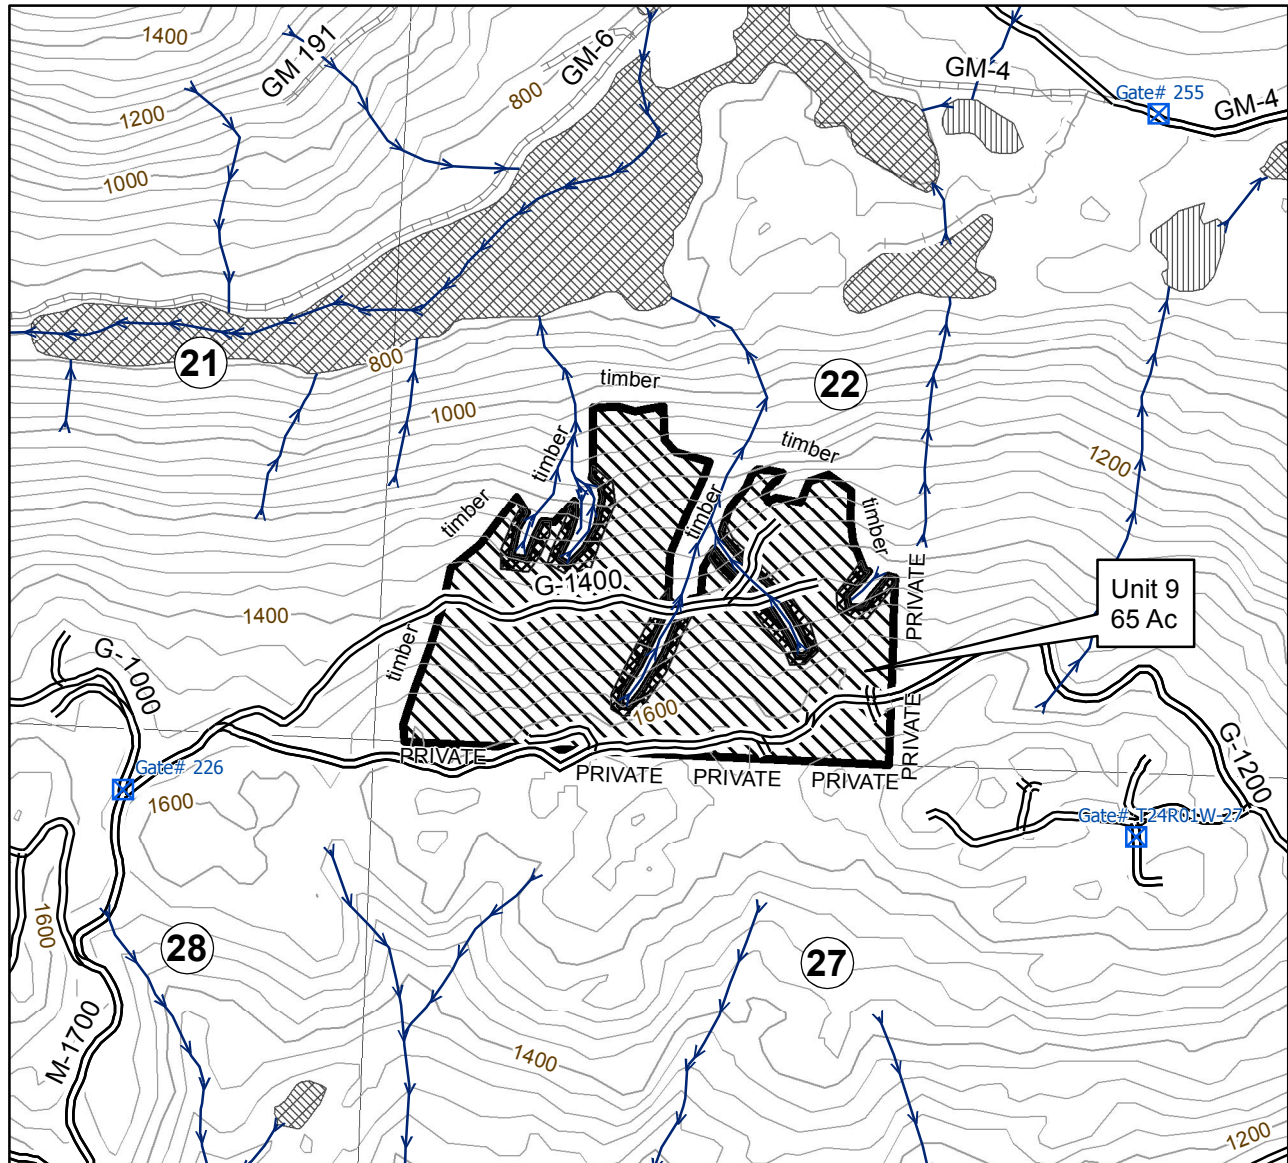 1400
GM 191
GM-6
800
GM-4
Gate# 255
GM-4
1200
1000
21
800
1000
timber
22
timber
timber
timber
timber
timber
1200
G-1400
PRIVATE
Unit 9
65 Ac
1400
timber
G-1000
1600
PRIVATE
PRIVATE
PRIVATE
PRIVATE
PRIVATE
G-1200
Gate# 226
1600
Gate# T24R01W-27
1600
28
27
M-1700
1400
1200